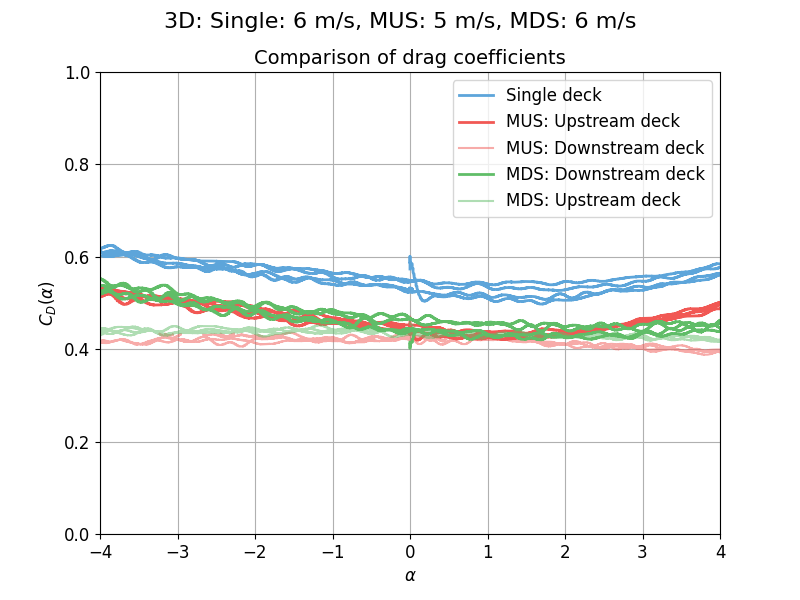 3D: Single: 6 m/s, MUS: 5 m/s, MDS: 6 m/s
Comparison of drag coefficients
Single deck
MUS: Upstream deck
MUS: Downstream deck
MDS: Downstream deck
MDS: Upstream deck
1.0
0.8
0.6
0.4
0.2
0.0
C_D(α)
−4 −3 −2 −1 0 1 2 3 4
α